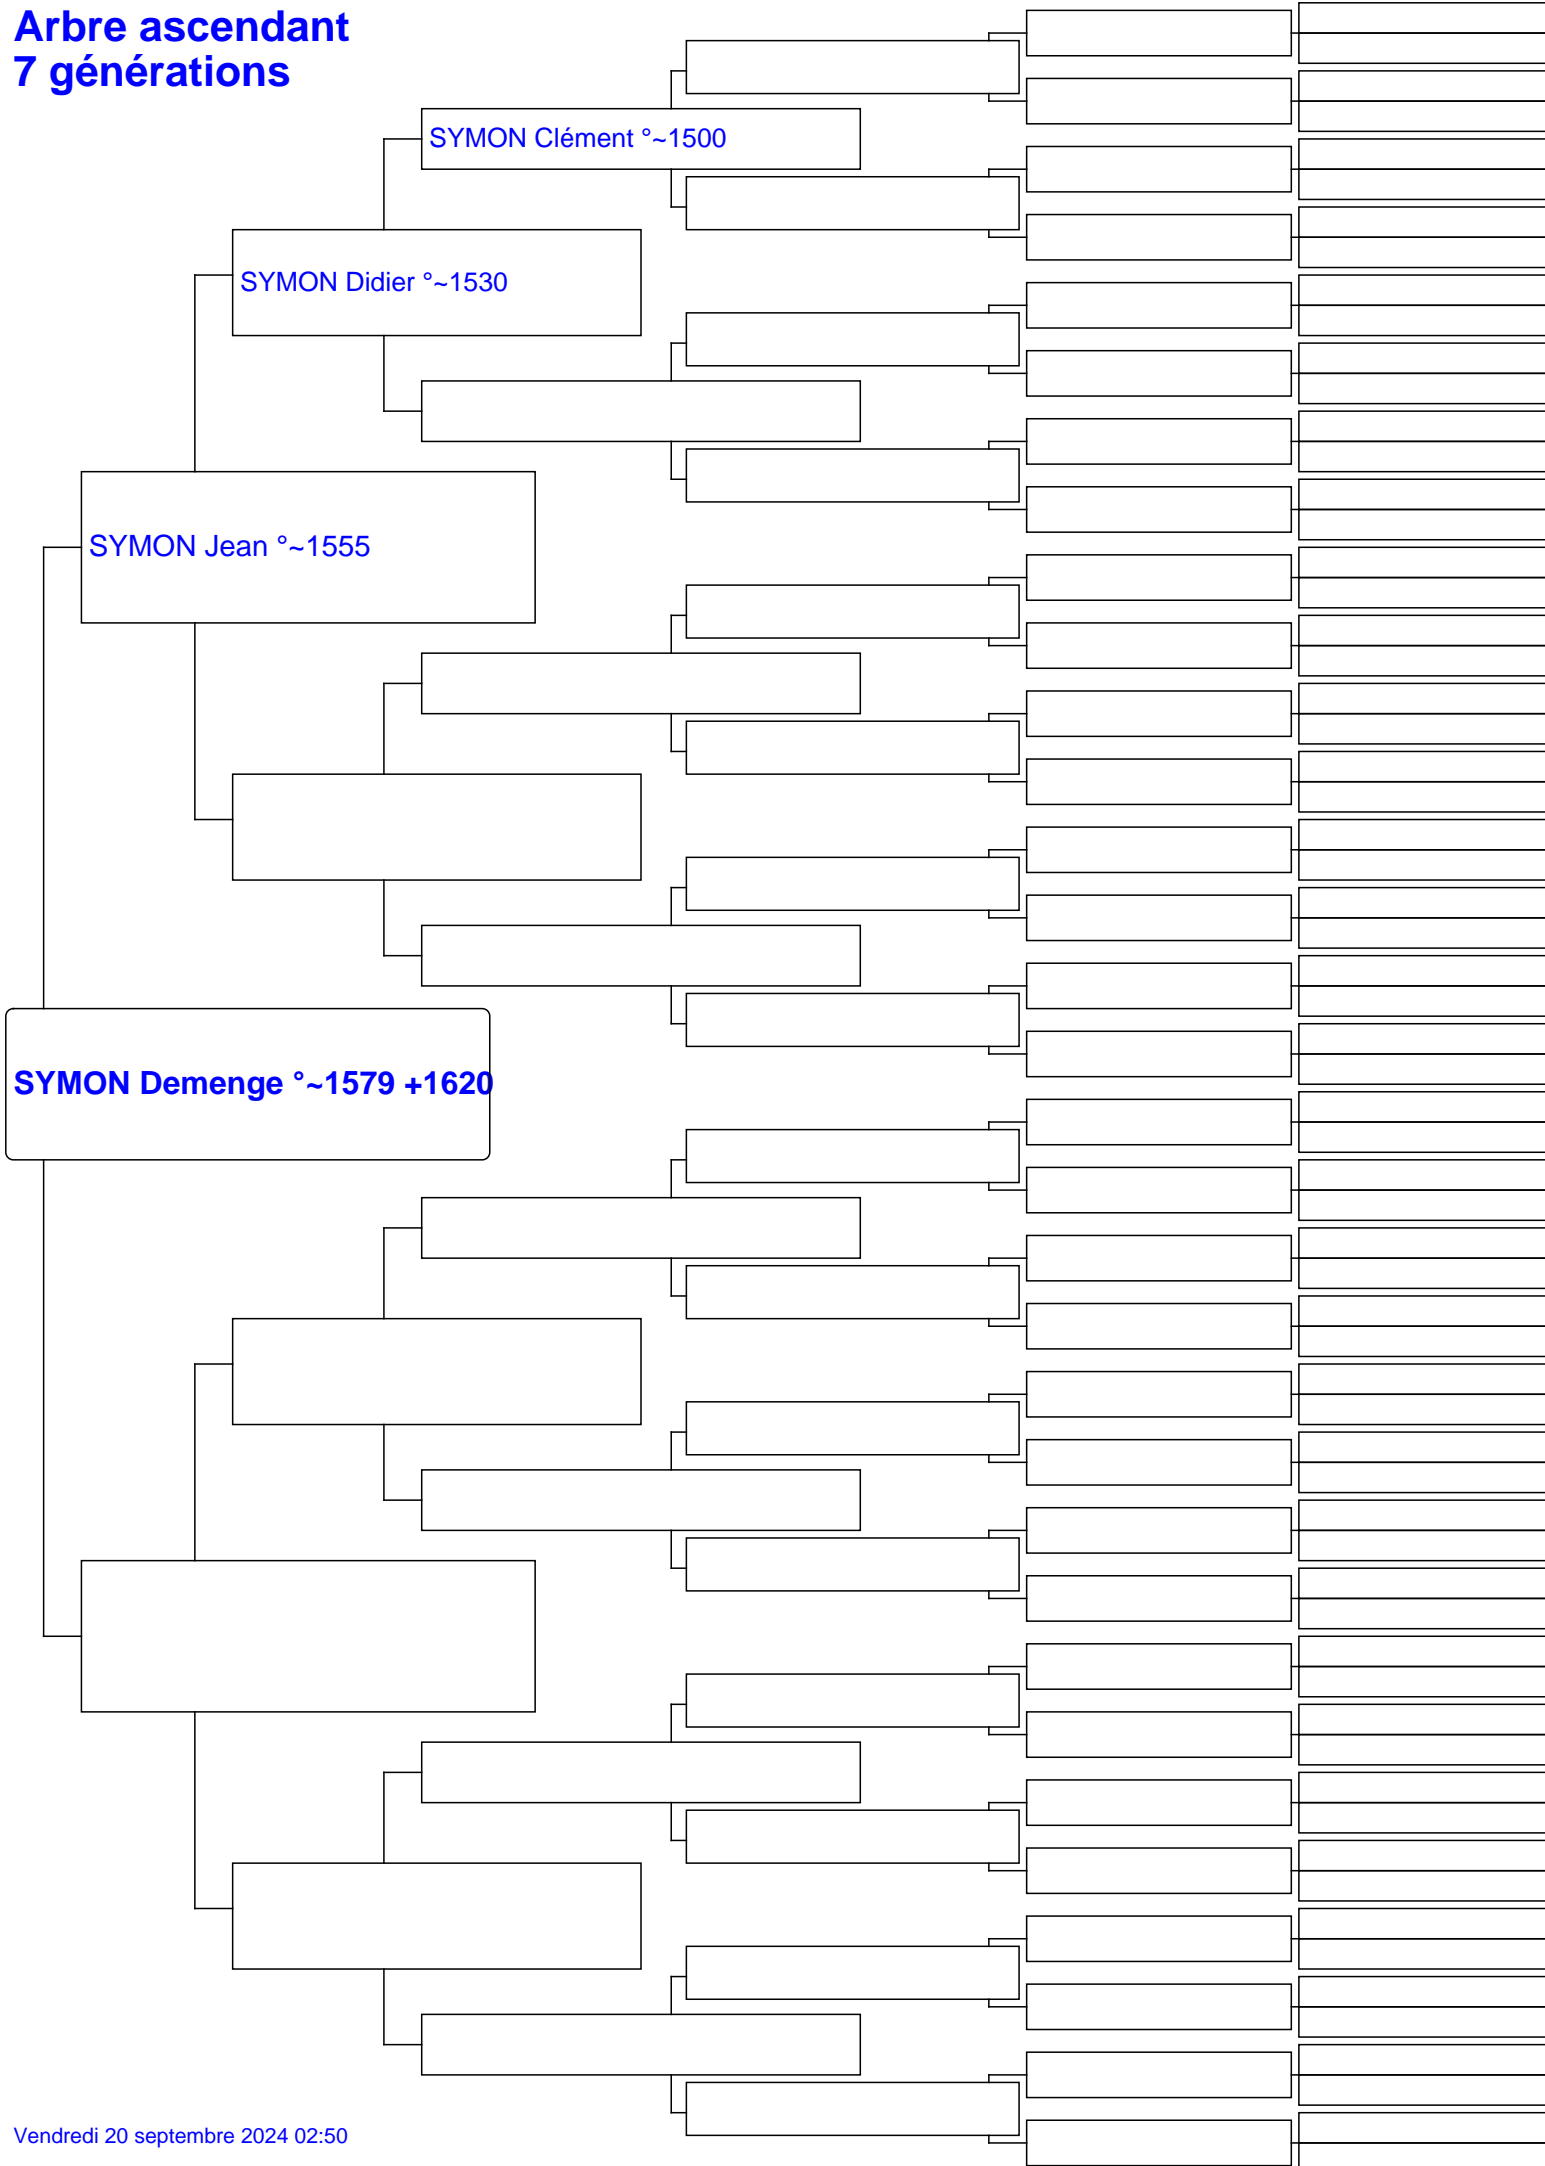 Arbre ascendant
7 générations
SYMON Clément °~1500
SYMON Didier °~1530
SYMON Jean °~1555
SYMON Demenge °~1579 +1620
Vendredi 20 septembre 2024 02:50